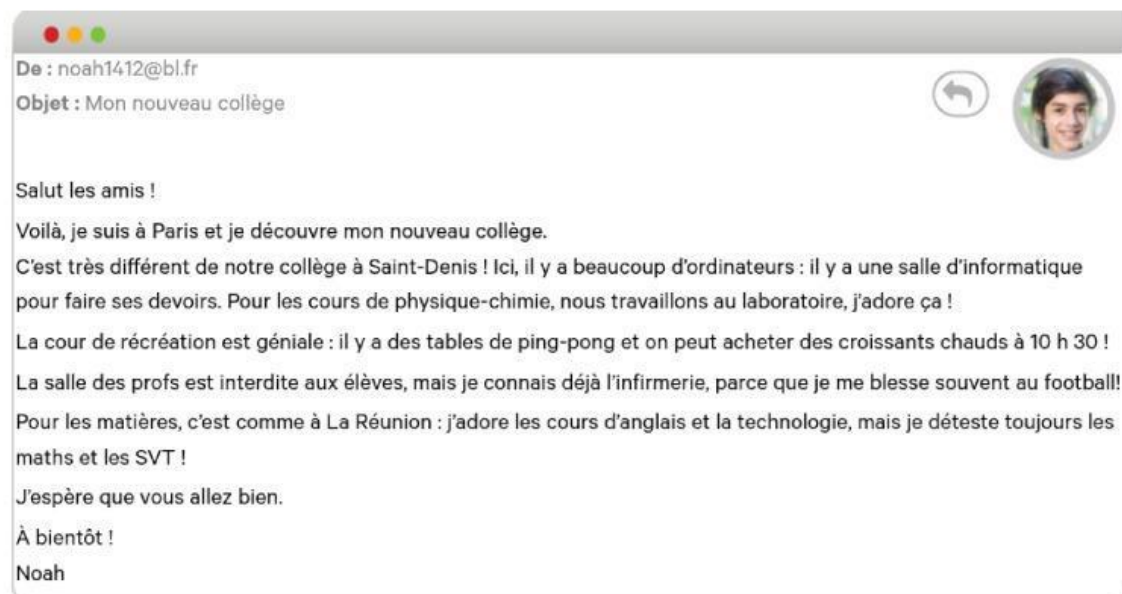 De : noah1412@bl.fr
Objet : Mon nouveau collège
Salut les amis !
Voilà, je suis à Paris et je découvre mon nouveau collège.
C'est très différent de notre collège à Saint-Denis ! Ici, il y a beaucoup d'ordinateurs : il y a une salle d'informatique
pour faire ses devoirs. Pour les cours de physique-chimie, nous travaillons au laboratoire, j'adore ça !
La cour de récréation est géniale : il y a des tables de ping-pong et on peut acheter des croissants chauds à 10 h 30 !
La salle des profs est interdite aux élèves, mais je connais déjà l'infirmerie, parce que je me blesse souvent au football!
Pour les matières, c'est comme à La Réunion : j'adore les cours d'anglais et la technologie, mais je déteste toujours les
maths et les SVT !
J'espère que vous allez bien.
À bientôt !
Noah